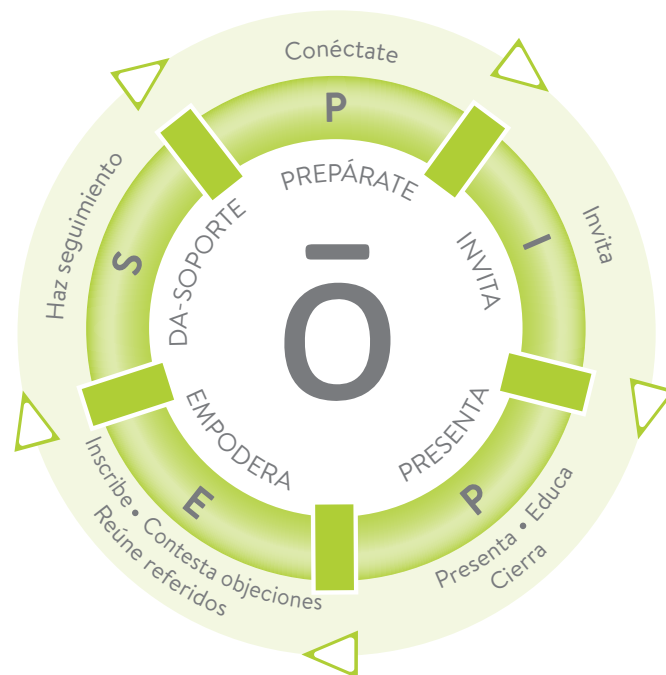 Conéctate
P
PREPÁRATE
Invita
I
INVITA
Presenta • Educa
Cierra
P
PRESENTA
Inscribe • Contesta objeciones
Reúne referidos
E
EMPODERA
Haz seguimiento
S
DA-SOPORTE
Ō